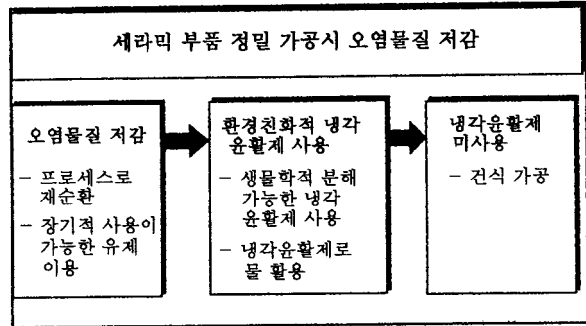 세라믹 부품 정밀 가공시 오염물질 저감
오염물질 저감
- 프로세스로
재순환
- 장기적 사용이
가능한 유제
이용
환경친화적 냉각
윤활제 사용
- 생물학적 분해
가능한 냉각
윤활제 사용
- 냉각윤활제로
물 활용
냉각윤활제
미사용
- 건식 가공